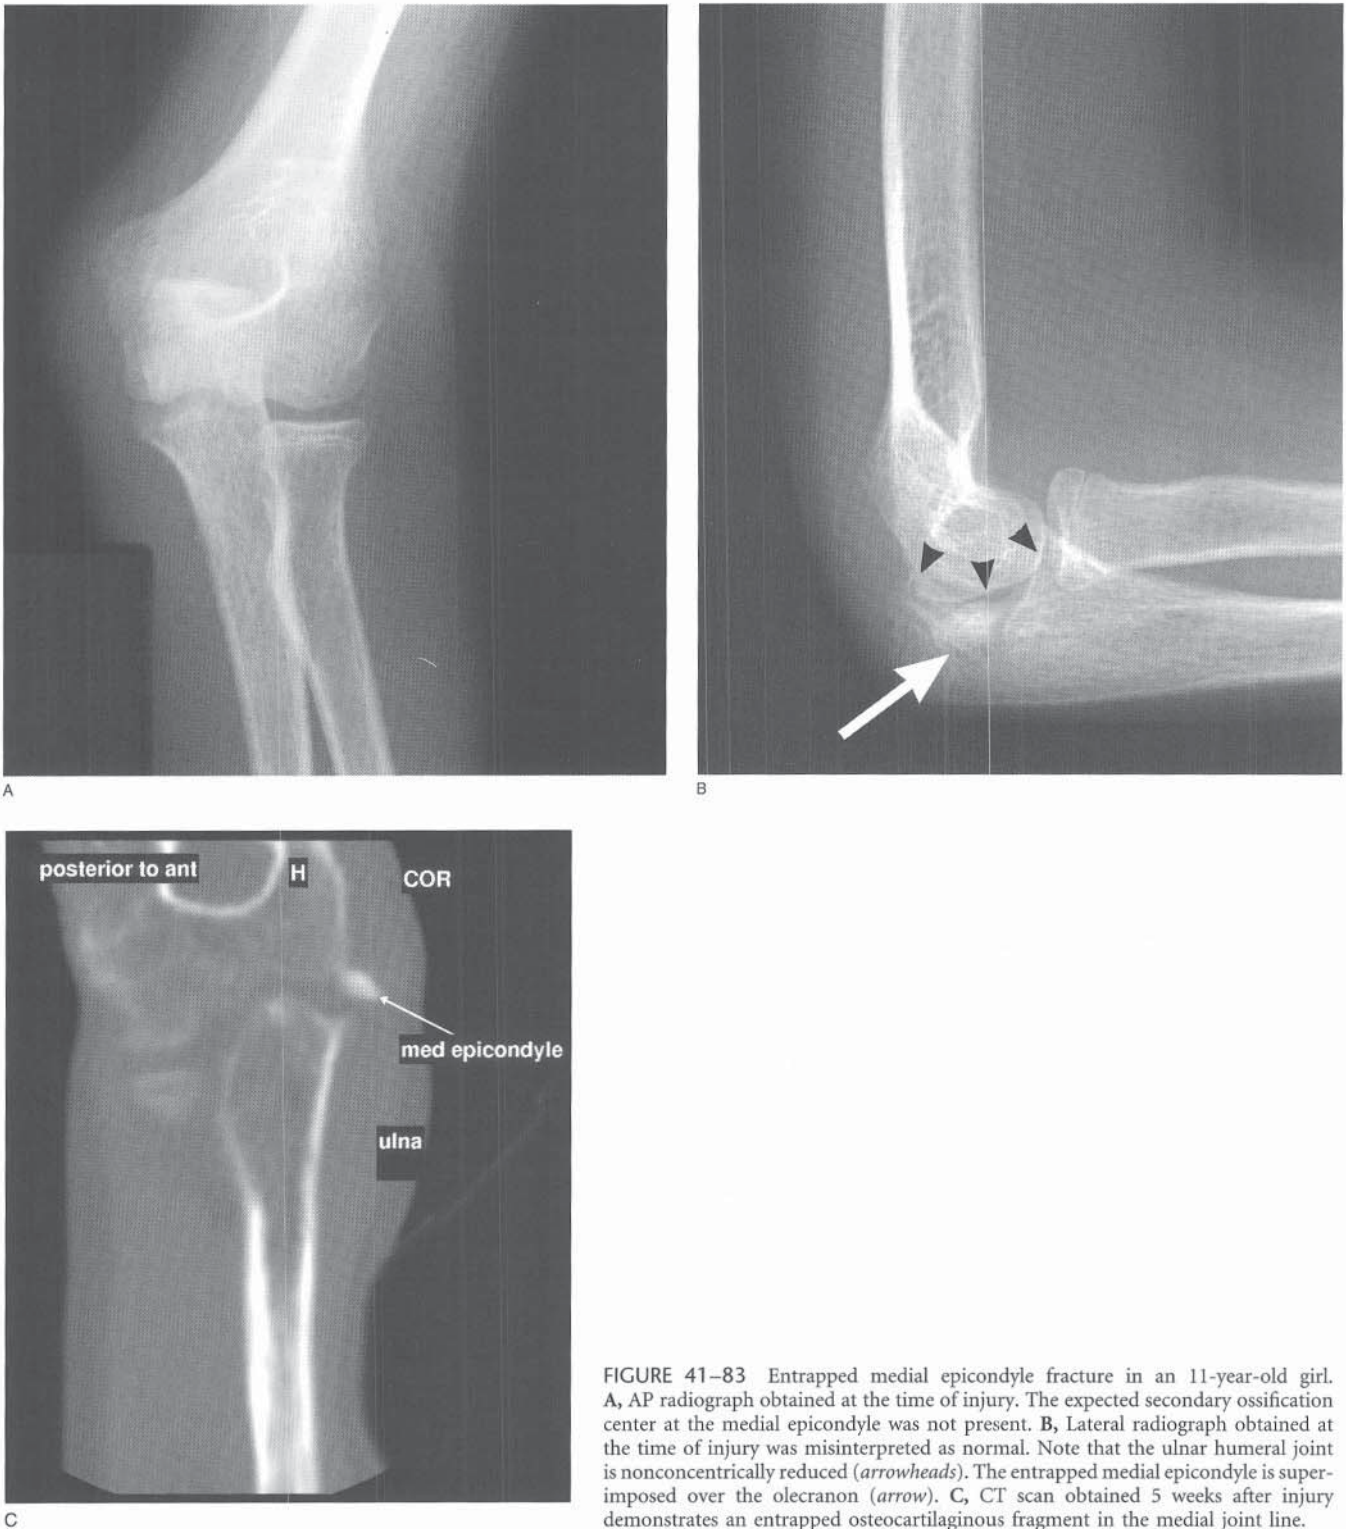 A
B
posterior to ant
H
COR
med epicondyle
ulna
C
FIGURE 41–83 Entrapped medial epicondyle fracture in an 11-year-old girl.
A, AP radiograph obtained at the time of injury. The expected secondary ossification
center at the medial epicondyle was not present. B, Lateral radiograph obtained at
the time of injury was misinterpreted as normal. Note that the ulnar humeral joint
is nonconcentrically reduced (arrowheads). The entrapped medial epicondyle is super-
imposed over the olecranon (arrow). C, CT scan obtained 5 weeks after injury
demonstrates an entrapped osteocartilaginous fragment in the medial joint line.